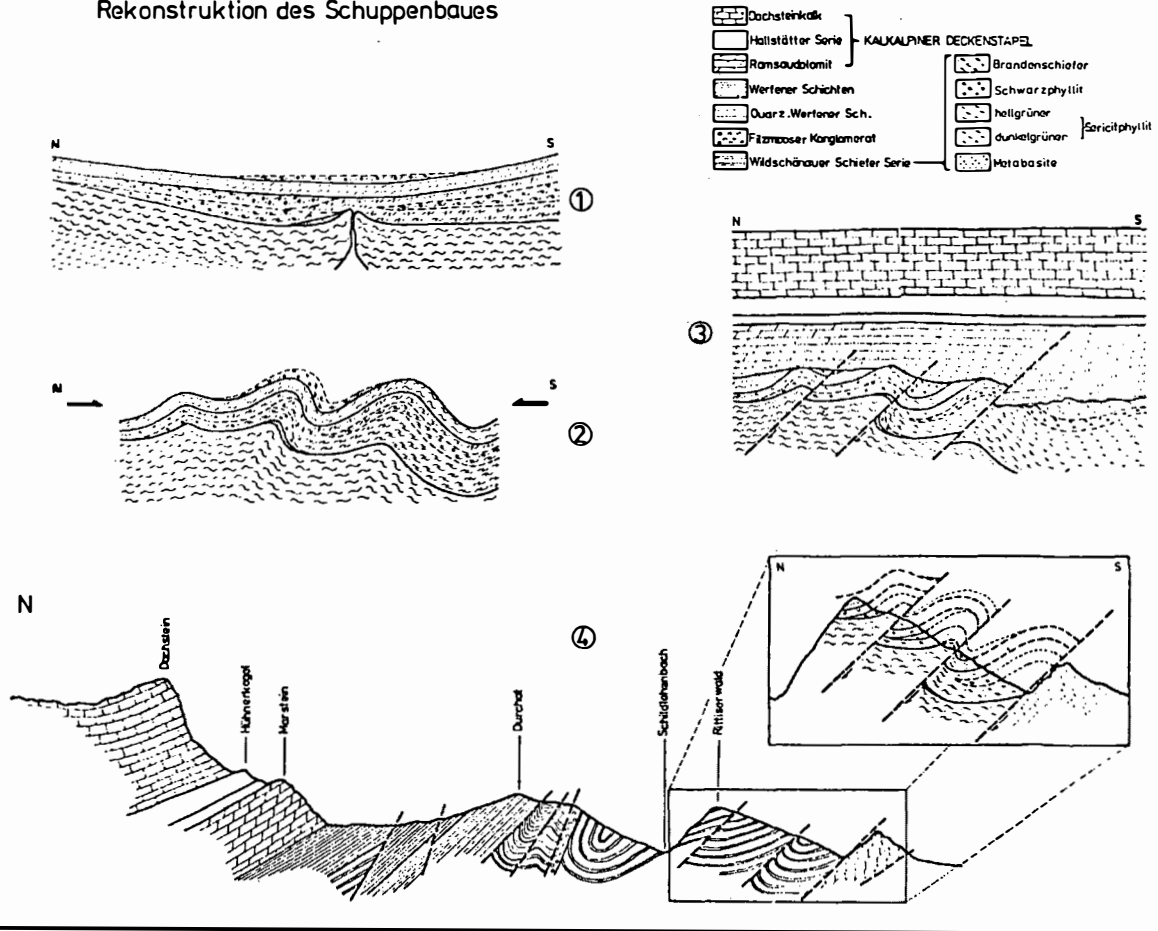 Rekonstruktion des Schuppenbaues
Dachsteinkalk
Hallstätter Serie
KALKALPINER DECKENSTAPEL
Ramsaudolomit
Werfener Schichten
Quarz.Werfener Sch.
Filzmooser Konglomerat
Wildschönauer Schiefer Serie
Brandenschiefer
Schwarzphyllit
hellgrüner
dunkelgrüner
Sericitphyllit
Metabasite
N S
①
N S
②
N S
③
N
④
Dachstein
Hühnerkogel
Marstein
Durchat
Schildlehenbach
Rittiserwald
N S